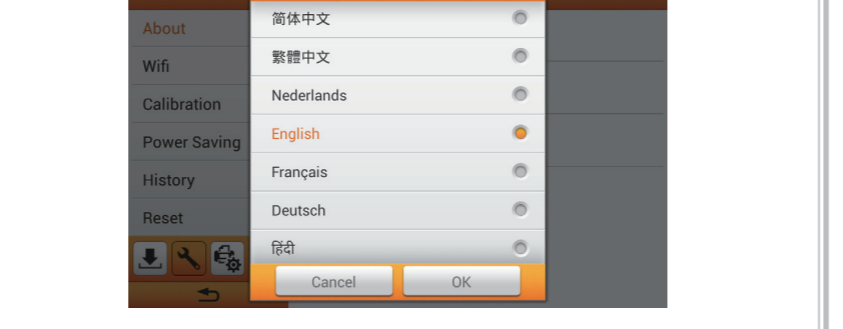 About
Wifi
Calibration
Power Saving
History
Reset
简体中文
繁體中文
Nederlands
English
Français
Deutsch
हिंदी
Cancel
OK